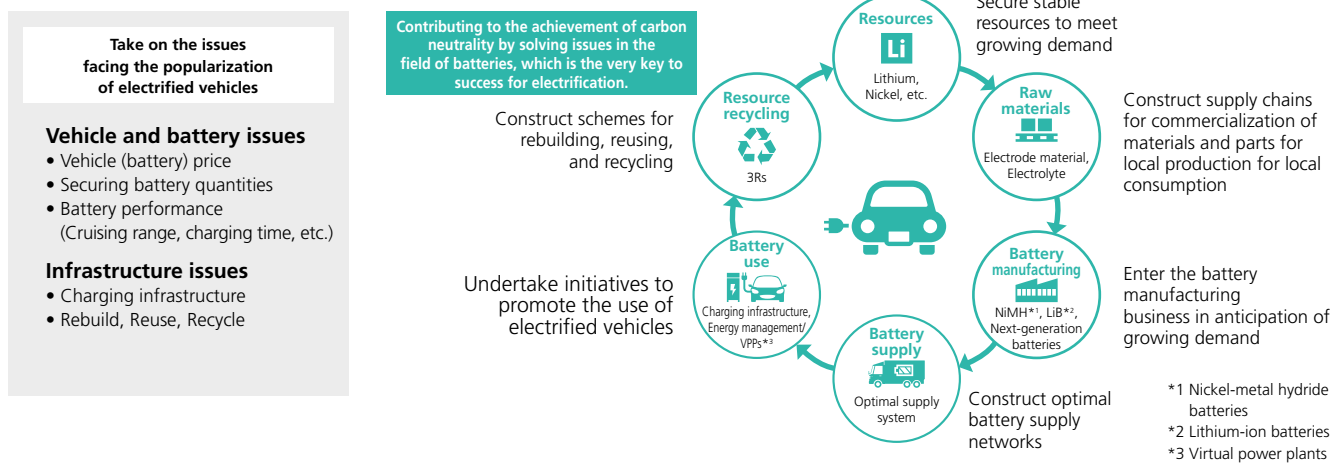 Take on the issues
facing the popularization
of electrified vehicles
Vehicle and battery issues
• Vehicle (battery) price
• Securing battery quantities
• Battery performance
(Cruising range, charging time, etc.)
Infrastructure issues
• Charging infrastructure
• Rebuild, Reuse, Recycle
Contributing to the achievement of carbon
neutrality by solving issues in the
field of batteries, which is the very key to
success for electrification.
Resources
Li
Lithium,
Nickel, etc.
Secure stable
resources to meet
growing demand
Raw
materials
Electrode material,
Electrolyte
Construct supply chains
for commercialization of
materials and parts for
local production for local
consumption
Battery
manufacturing
NiMH*1, LiB*2,
Next-generation
batteries
Enter the battery
manufacturing
business in anticipation of
growing demand
Battery
supply
Optimal supply
system
Construct optimal
battery supply
networks
Battery
use
Charging infrastructure,
Energy management/
VPPs*3
Undertake initiatives to
promote the use of
electrified vehicles
Resource
recycling
3Rs
Construct schemes for
rebuilding, reusing,
and recycling
*1 Nickel-metal hydride
batteries
*2 Lithium-ion batteries
*3 Virtual power plants